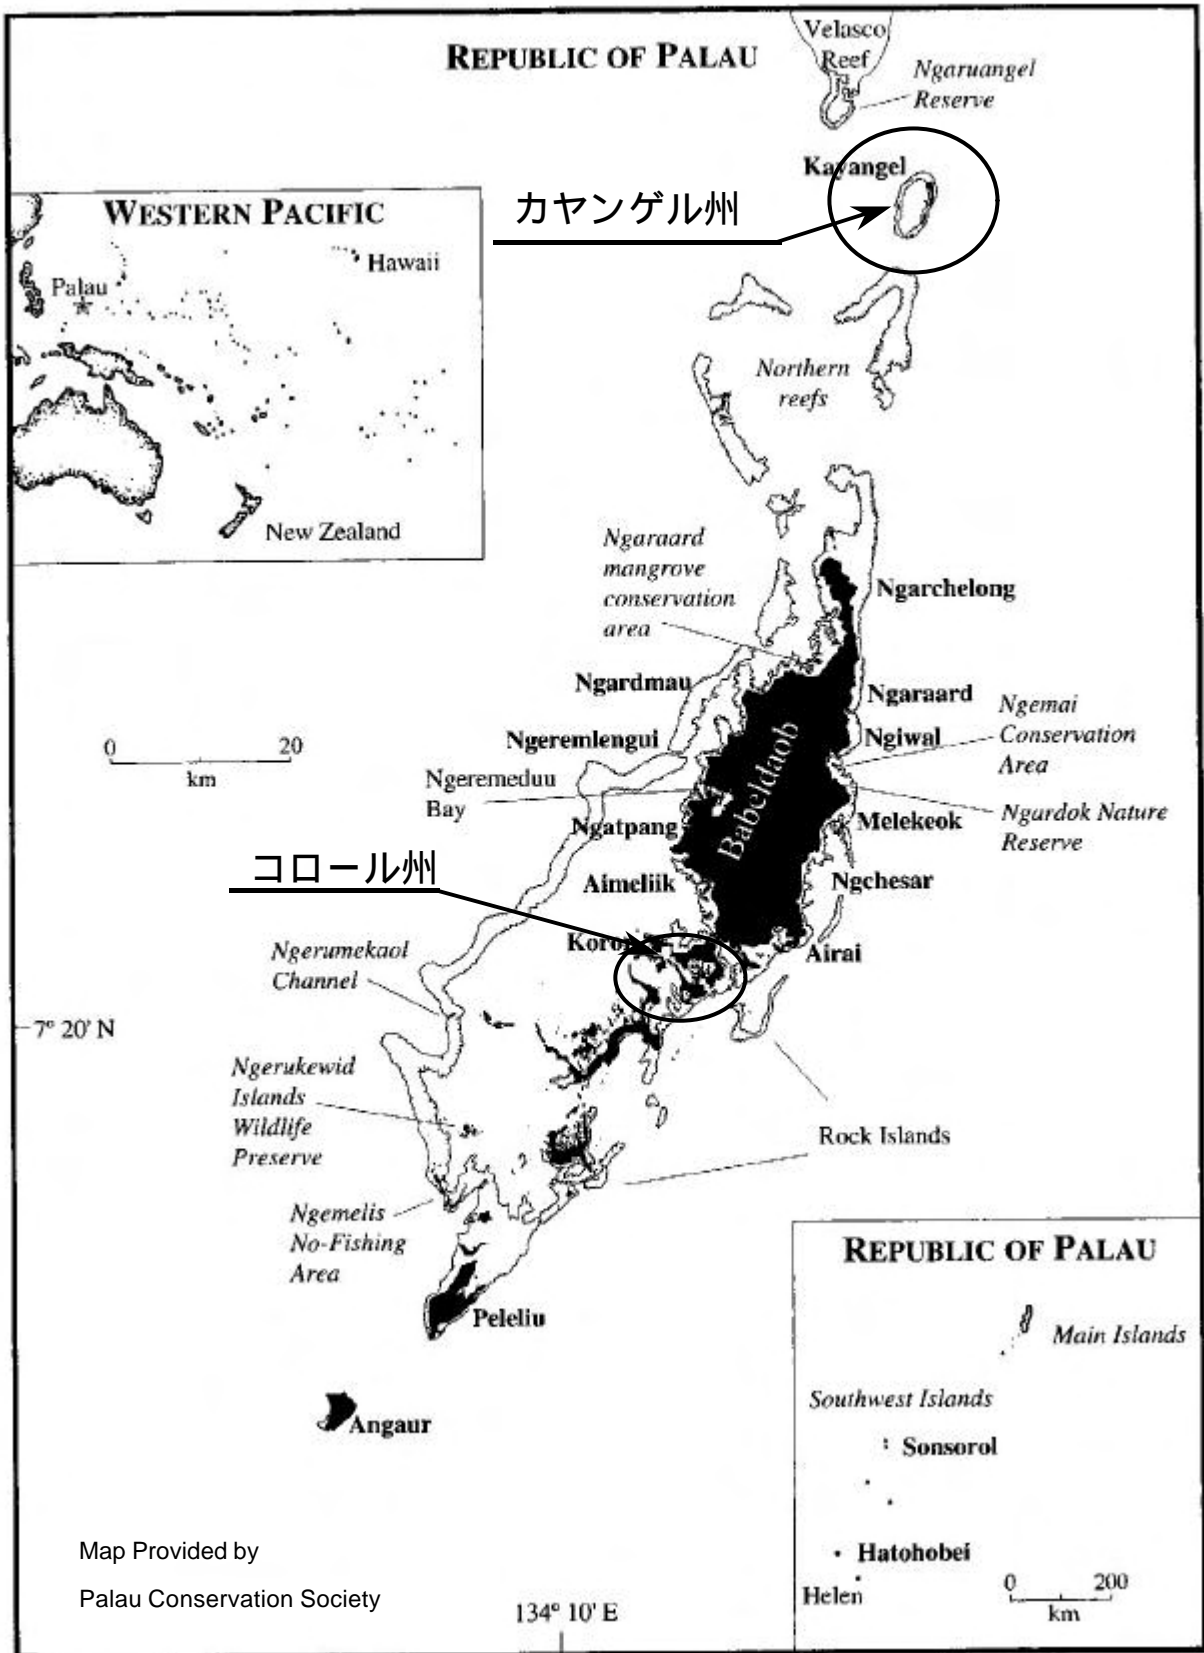 REPUBLIC OF PALAU
Velasco
Reef
Ngaruangel
Reserve
Kayangel
カヤンゲル州
WESTERN PACIFIC
Hawaii
Palau
New Zealand
Northern
reefs
Ngaraard
mangrove
conservation
area
Ngarchelong
Ngardmau
Ngaraard
Ngemai
Conservation
Area
Ngeremlengui
Ngiwal
0 20
km
Ngeremeduu
Bay
Babeldaob
Ngardok Nature
Reserve
Ngatpang
Melekeok
コロール州
Aimeliik
Ngchesar
Koror
Airai
Ngerumekaol
Channel
7° 20' N
Ngerukewid
Islands
Wildlife
Preserve
Rock Islands
Ngemelis
No-Fishing
Area
Peleliu
Angaur
REPUBLIC OF PALAU
Main Islands
Southwest Islands
Sonsorol
Hatohobei
Helen
0 200
km
Map Provided by
Palau Conservation Society
134° 10' E